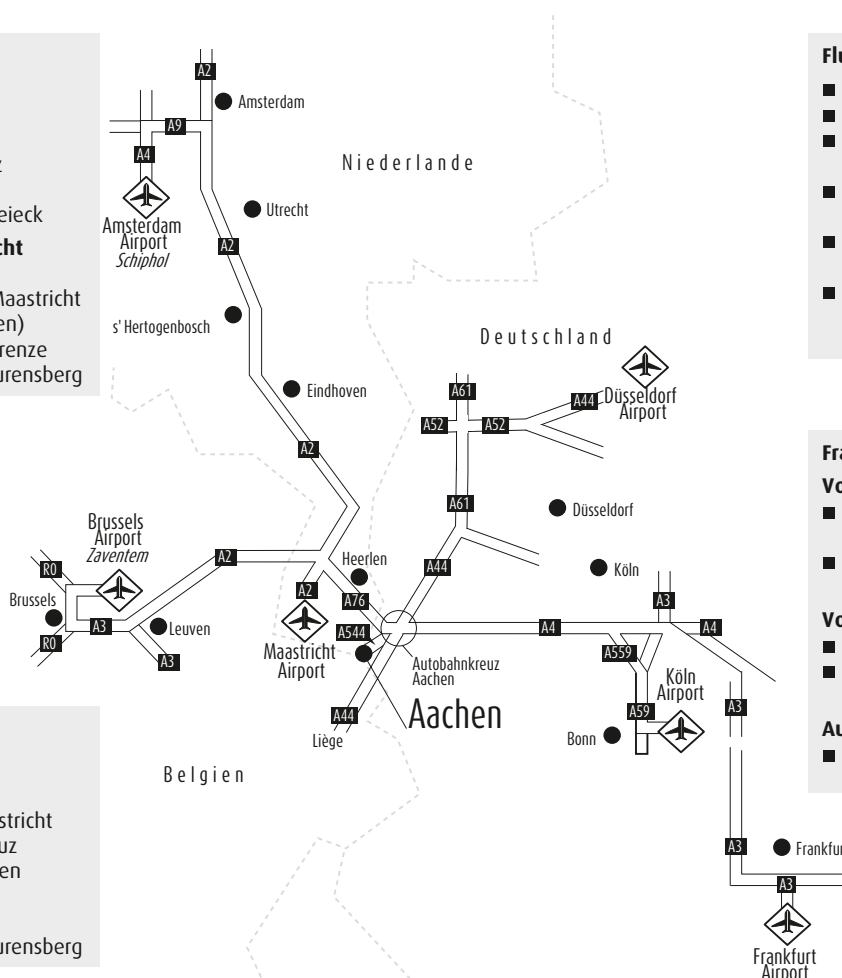 z
eieck
cht
Maastricht
en)
renze
urensberg
A2
Amsterdam
A9
A4
Amsterdam
Airport
Schiphol
Niederlande
Utrecht
A2
s' Hertogenbosch
Eindhoven
A2
Deutschland
A61
Düsseldorf
Airport
A44
A52
A52
A61
Düsseldorf
Brussels
Airport
Zaventem
R0
A2
Heerlen
A44
Köln
Brussels
A3
Leuven
A2
A76
A3
R0
A3
Maastricht
Airport
A544
A4
A4
A559
Autobahnkreuz
Aachen
Köln
Airport
Aachen
A44
Liège
A59
A3
Bonn
Belgien
A3
Frankfur
A3
Frankfurt
Airport
Flu
Fra
Vo
Vo
Au
stricht
uz
en
urensberg